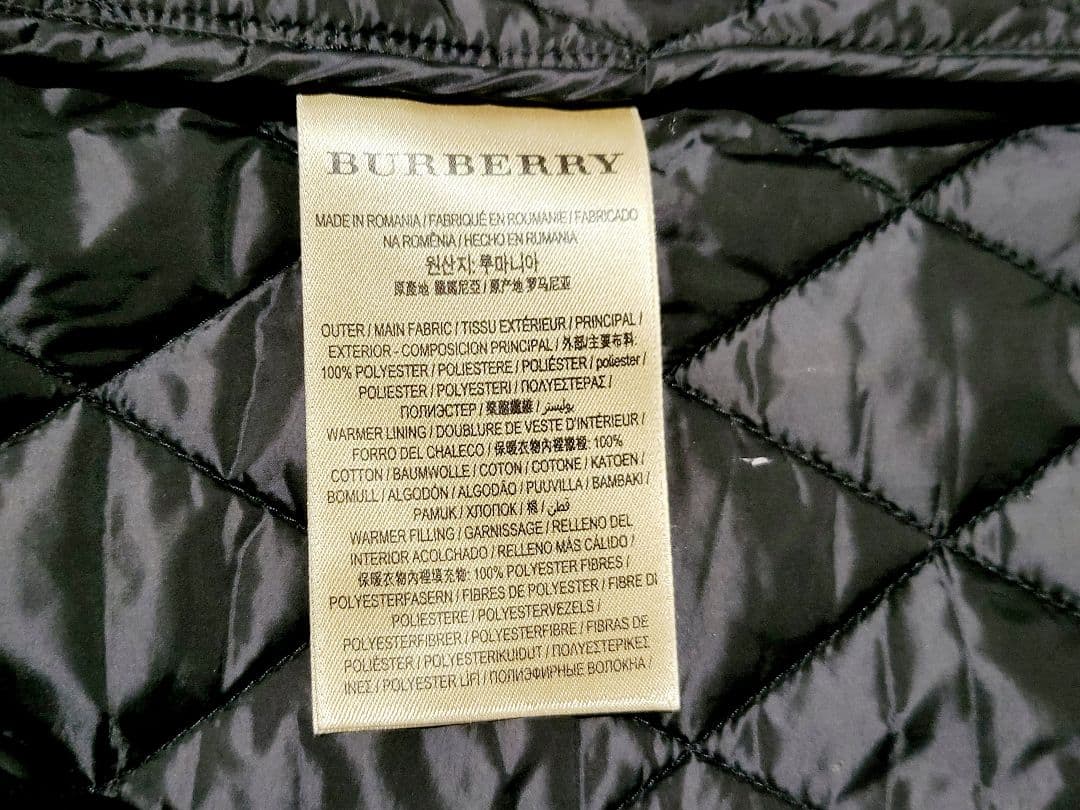 BURBERRY
MADE IN ROMANIA / FABRIQUÉ EN ROUMANIE / FABRICADO
NA ROMÊNIA / HECHO EN RUMANIA
원산지: 루마니아
原產地 羅馬尼亞 / 原产地 罗马尼亚
OUTER / MAIN FABRIC / TISSU EXTÉRIEUR / PRINCIPAL /
EXTERIOR - COMPOSICION PRINCIPAL / 外部/主要布料:
100% POLYESTER / POLIESTERE / POLIÉSTER / poliester /
POLIESTER / POLYESTERI / ΠΟΛΥΕΣΤΕΡΑΣ /
ПОЛИЭСТЕР / 聚酯纖維 / بوليستر /
WARMER LINING / DOUBLURE DE VESTE D'INTÉRIEUR /
FORRO DEL CHALECO / 保暖衣物內裡襯裰: 100%
COTTON / BAUMWOLLE / COTON / COTONE / KATOEN /
BOMULL / ALGODÓN / ALGODÃO / PUUVILLA / BAMBAKI /
PAMUK / ХЛОПОК / 棉 / قطن /
WARMER FILLING / GARNISSAGE / RELLENO DEL
INTERIOR ACOLCHADO / RELLENO MÁS CÁLIDO /
保暖衣物內裡填充物: 100% POLYESTER FIBRES /
POLYESTERFASERN / FIBRES DE POLYESTER / FIBRE DI
POLIESTERE / POLYESTERVEZELS /
POLYESTERFIBRER / POLYESTERFIBRE / FIBRAS DE
POLIÉSTER / POLYESTERIKUIDUT / ΠΟΛΥΕΣΤΕΡΙΚΕΣ
ΙΝΕΣ / POLYESTER LIFI / ПОЛИЭФИРНЫЕ ВОЛОКНА /